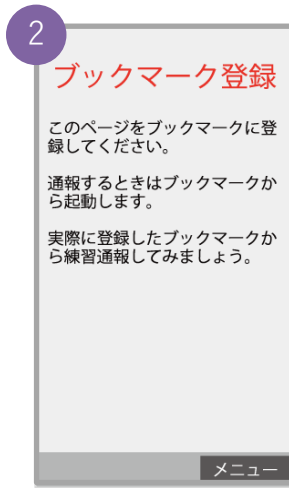 2
ブックマーク登録
このページをブックマークに登
録してください。
通報するときはブックマークか
ら起動します。
実際に登録したブックマークか
ら練習通報してみましょう。
メニュー